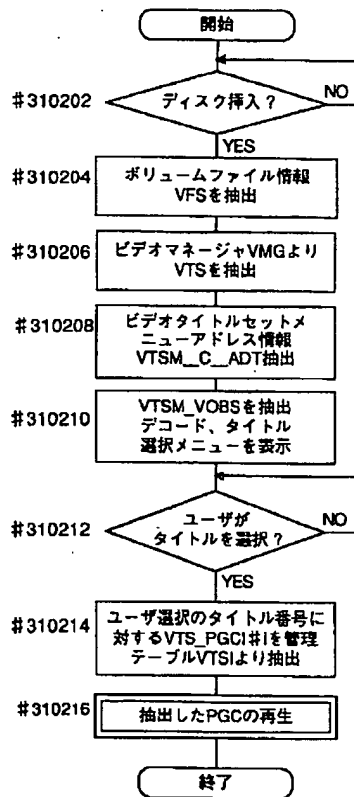 開始
#310202
ディスク挿入？
NO
YES
#310204
ボリュームファイル情報
VFSを抽出
#310206
ビデオマネージャVMGより
VTSを抽出
#310208
ビデオタイトルセットメ
ニューアドレス情報
VTSM__C__ADT抽出
#310210
VTSM_VOBSを抽出
デコード、タイトル
選択メニューを表示
#310212
ユーザが
タイトルを選択？
NO
YES
#310214
ユーザ選択のタイトル番号に
対するVTS_PGCI#iを管理
テーブルVTSIより抽出
#310216
抽出したPGCの再生
終了